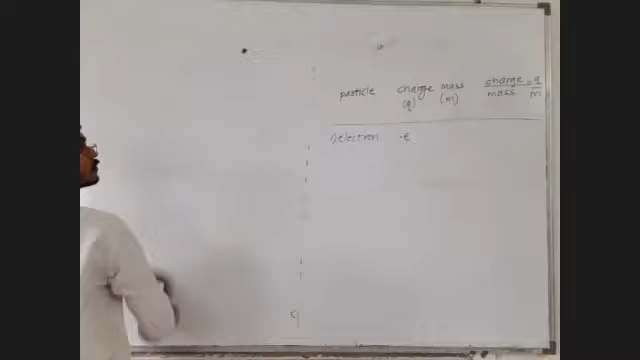 particle charge mass charge = q
(q) (m) mass m
1) electron -e